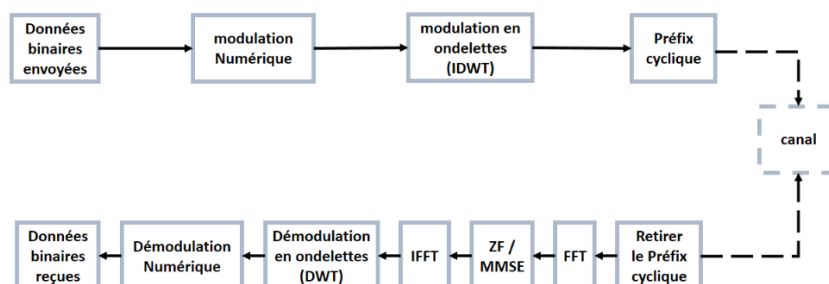 Données
binaires
envoyées
modulation
Numérique
modulation en
ondelettes
(IDWT)
Préfix
cyclique
canal
Données
binaires
reçues
Démodulation
Numérique
Démodulation
en ondelettes
(DWT)
IFFT
ZF /
MMSE
FFT
Retirer
le Préfix
cyclique